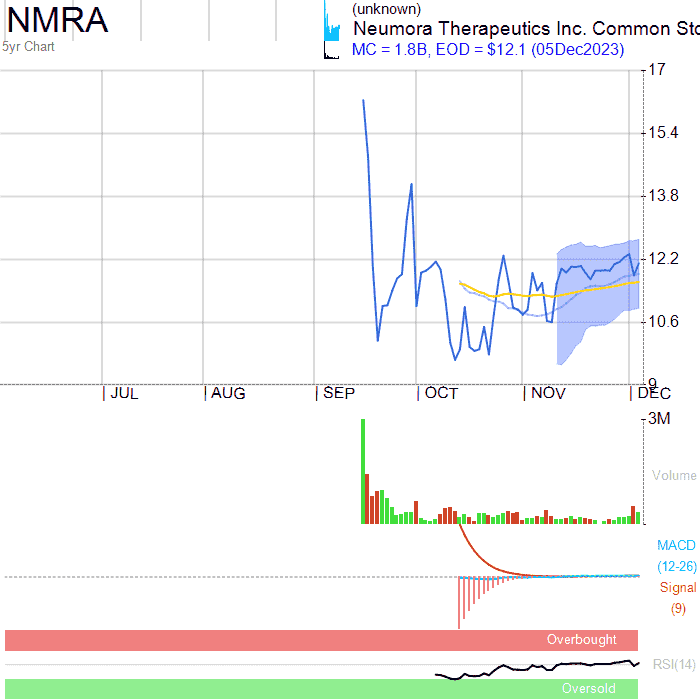 NMRA
5yr Chart
(unknown)
Neumora Therapeutics Inc. Common Sto
MC = 1.8B, EOD = $12.1 (05Dec2023)
17
15.4
13.8
12.2
10.6
9
JUL AUG SEP OCT NOV DEC
3M
Volume
MACD
(12-26)
Signal
(9)
Overbought
RSI(14)
Oversold